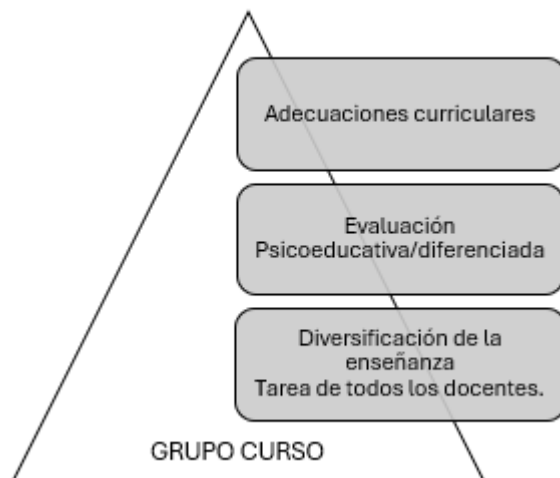 Adecuaciones curriculares
Evaluación
Psicoeducativa/diferenciada
Diversificación de la
enseñanza
Tarea de todos los docentes.
GRUPO CURSO